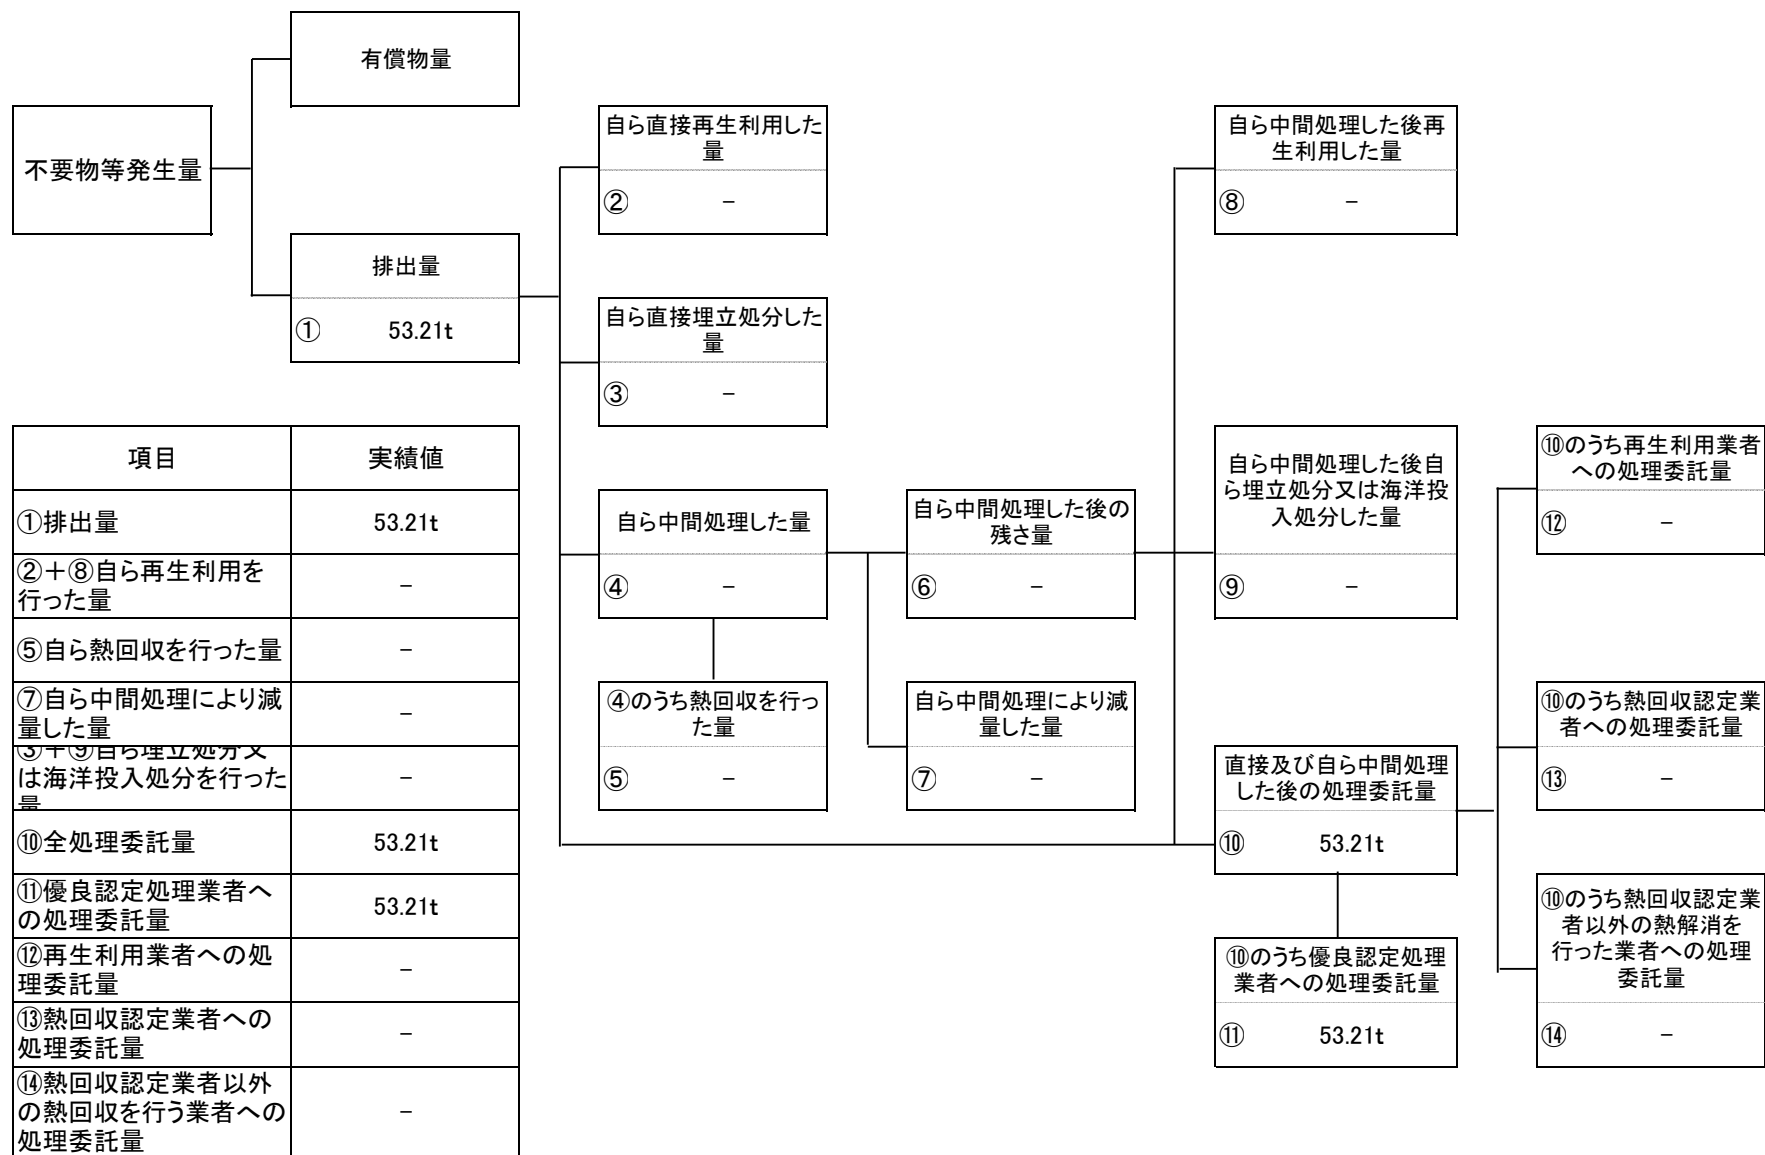 有償物量
不要物等発生量
排出量
① 53.21t
自ら直接再生利用した
量
② －
自ら直接埋立処分した
量
③ －
自ら中間処理した量
④ －
④のうち熱回収を行っ
た量
⑤ －
自ら中間処理した後の
残さ量
⑥ －
自ら中間処理により減
量した量
⑦ －
自ら中間処理した後再
生利用した量
⑧ －
自ら中間処理した後自
ら埋立処分又は海洋投
入処分した量
⑨ －
直接及び自ら中間処理
した後の処理委託量
⑩ 53.21t
⑩のうち優良認定処理
業者への処理委託量
⑪ 53.21t
⑩のうち再生利用業者
への処理委託量
⑫ －
⑩のうち熱回収認定業
者への処理委託量
⑬ －
⑩のうち熱回収認定業
者以外の熱解消を
行った業者への処理
委託量
⑭ －
項目 実績値
①排出量 53.21t
②＋⑧自ら再生利用を
行った量 －
⑤自ら熱回収を行った量 －
⑦自ら中間処理により減
量した量 －
③＋⑨自ら埋立処分又
は海洋投入処分を行った
量 －
⑩全処理委託量 53.21t
⑪優良認定処理業者へ
の処理委託量 53.21t
⑫再生利用業者への処
理委託量 －
⑬熱回収認定業者への
処理委託量 －
⑭熱回収認定業者以外
の熱回収を行う業者への
処理委託量 －